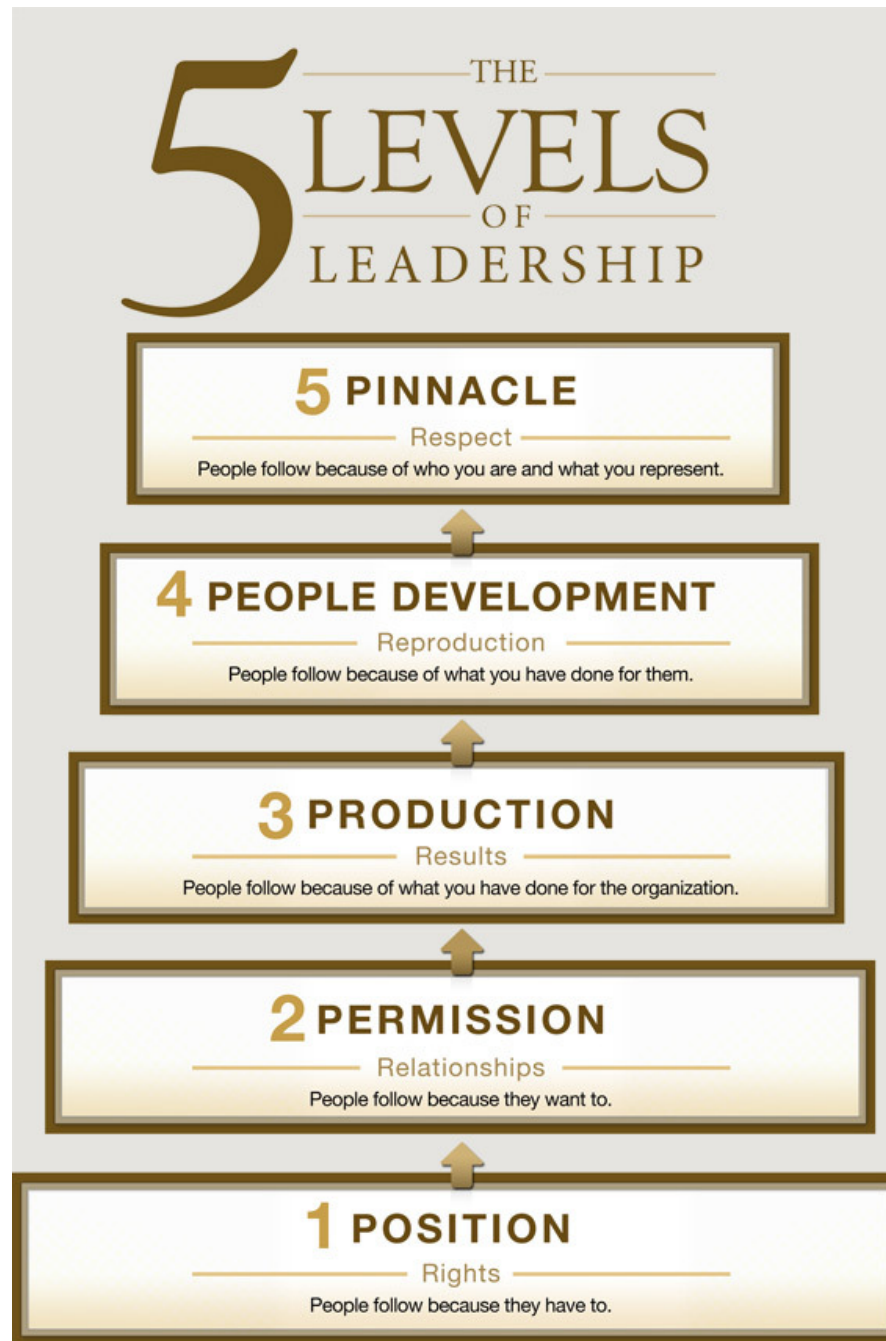 THE
5 LEVELS
OF
LEADERSHIP
5 PINNACLE
Respect
People follow because of who you are and what you represent.
4 PEOPLE DEVELOPMENT
Reproduction
People follow because of what you have done for them.
3 PRODUCTION
Results
People follow because of what you have done for the organization.
2 PERMISSION
Relationships
People follow because they want to.
1 POSITION
Rights
People follow because they have to.